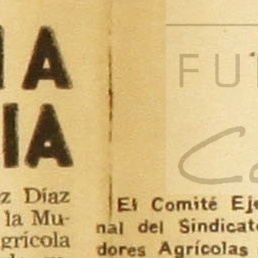 IA
IA
z Díaz
la Mu-
grícola
El Comité Eje
nal del Sindicat
dores Agrícolas
FU